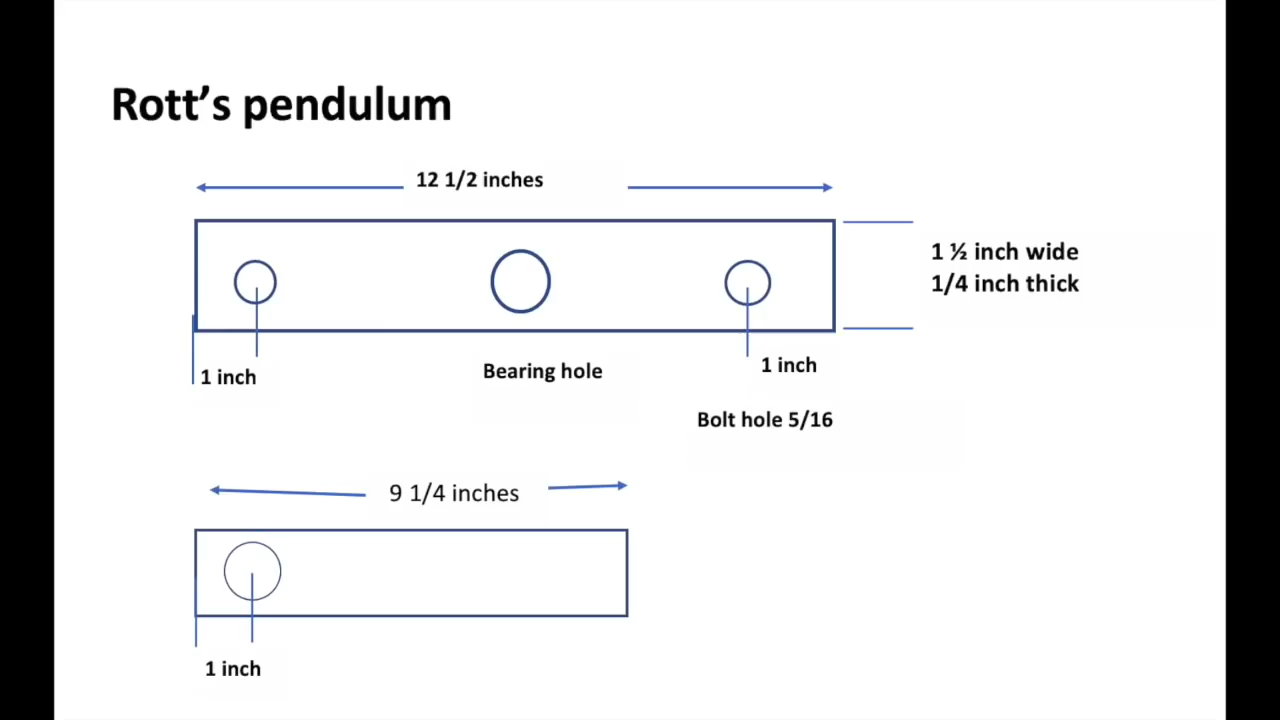 Rott’s pendulum
12 1/2 inches
1 ½ inch wide
1/4 inch thick
1 inch
Bearing hole
1 inch
Bolt hole 5/16
9 1/4 inches
1 inch